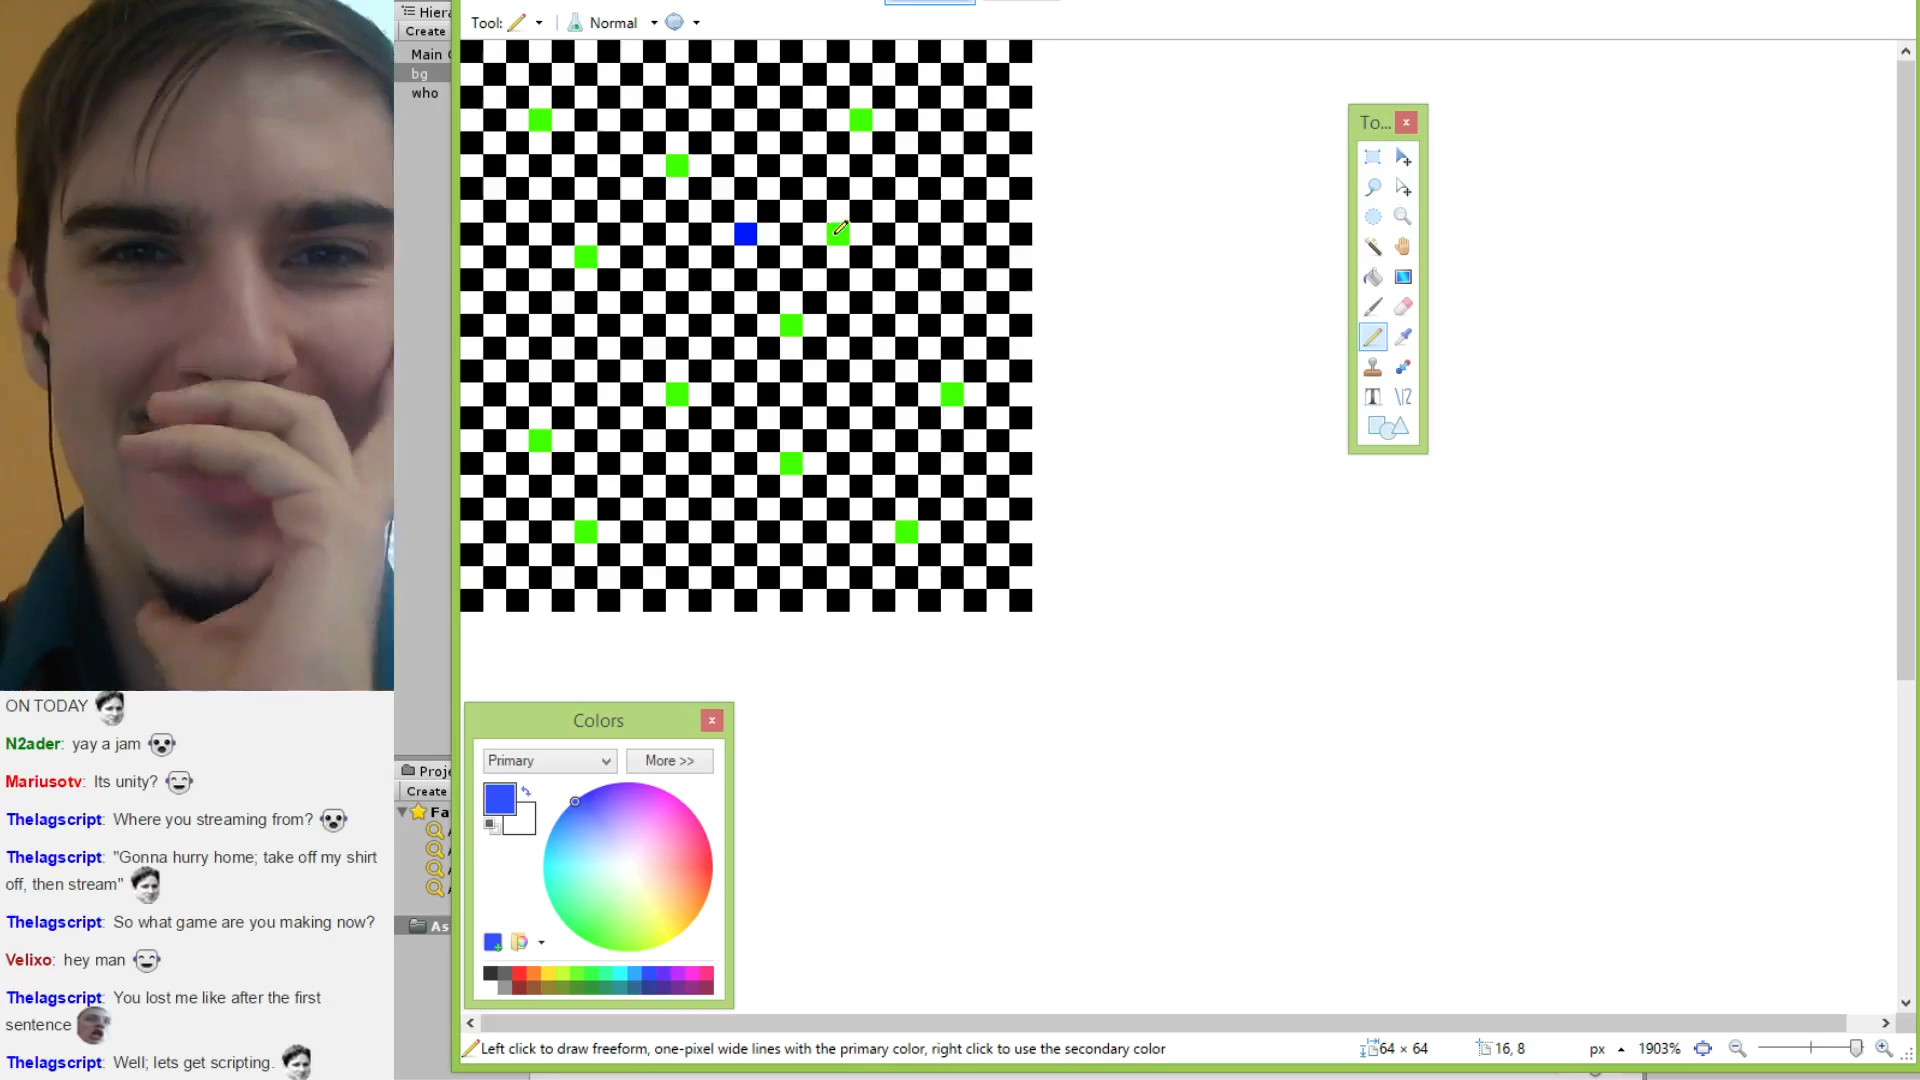 Hiera
Create
Main C
bg
who
Tool:
Normal
To...
ON TODAY
N2ader: yay a jam
Mariusotv: Its unity?
Thelagscript: Where you streaming from?
Thelagscript: "Gonna hurry home; take off my shirt
off, then stream"
Thelagscript: So what game are you making now?
Velixo: hey man
Thelagscript: You lost me like after the first
sentence
Thelagscript: Well; lets get scripting.
Proje
Create
Fa
As
Colors
Primary
More >>
Left click to draw freeform, one-pixel wide lines with the primary color, right click to use the secondary color
64 × 64
16, 8
px
1903%